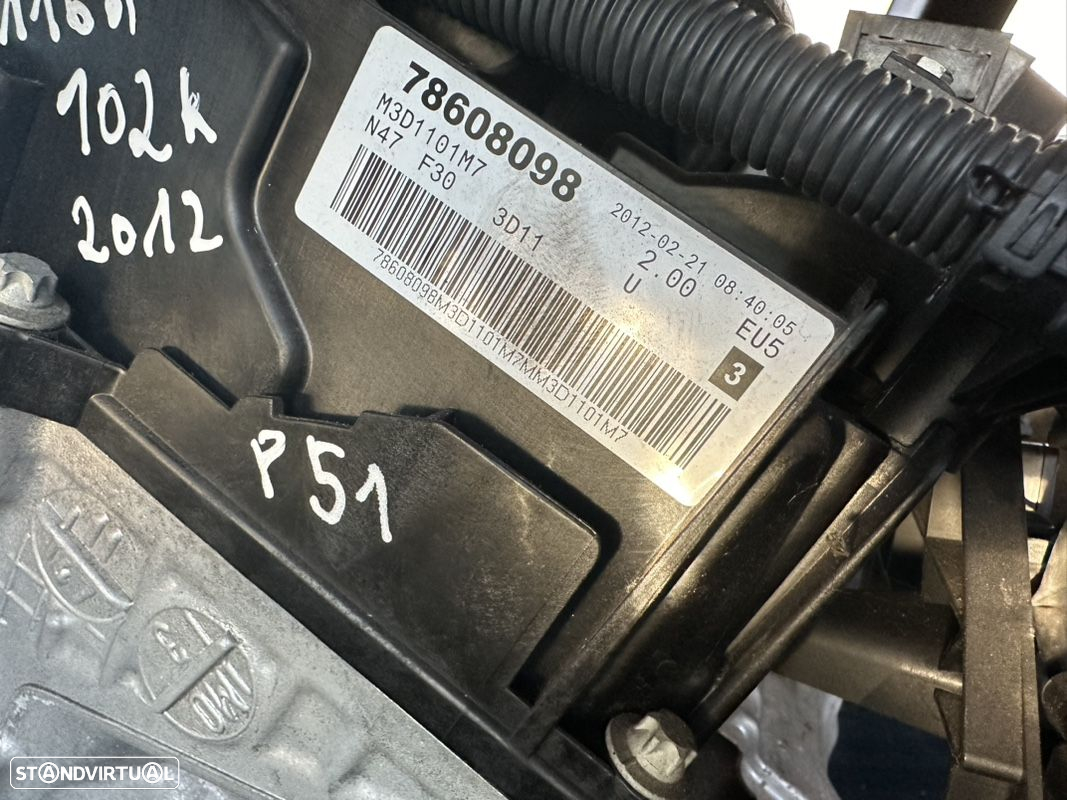 102k
2012
78608098
M3D1101M7
N47 F30
3D11
2012-02-21 08:40:05
2.00 EU5
U
3
78608098M3D1101M7MM3D1101M7
P51
STANDVIRTUAL